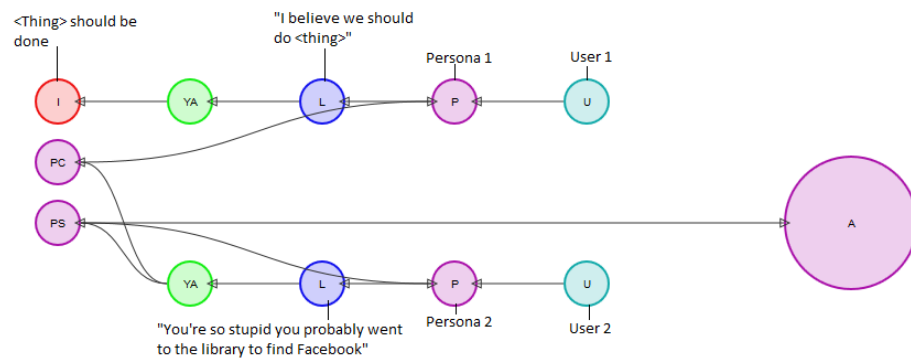 <Thing> should be
done
"I believe we should
do <thing>"
Persona 1
User 1
I
YA
L
P
U
PC
PS
A
YA
L
P
U
"You're so stupid you probably went
to the library to find Facebook"
Persona 2
User 2